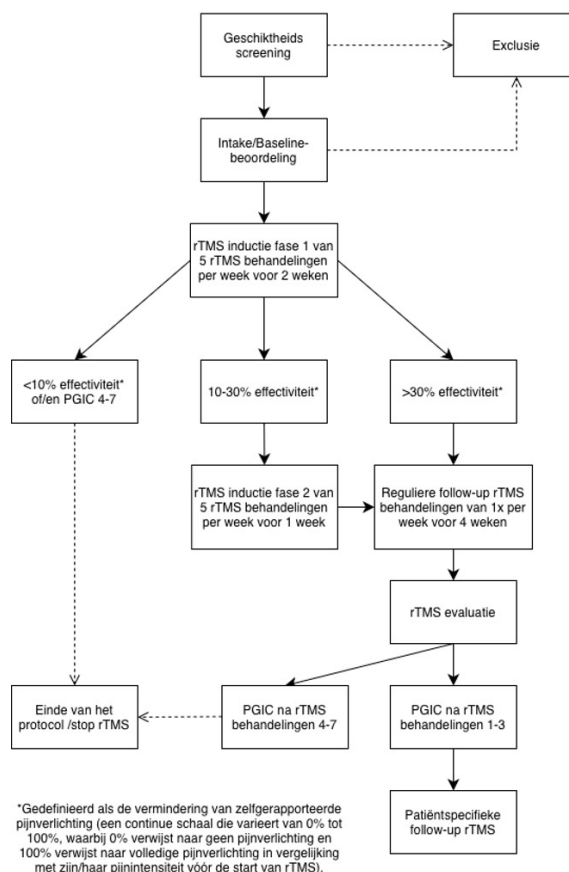 Geschiktheids
screening
Exclusie
Intake/Baseline-
beoordeling
rTMS inductie fase 1 van
5 rTMS behandelingen
per week voor 2 weken
<10% effectiviteit*
of/en PGIC 4-7
10-30% effectiviteit*
>30% effectiviteit*
rTMS inductie fase 2 van
5 rTMS behandelingen
per week voor 1 week
Reguliere follow-up rTMS
behandelingen van 1x per
week voor 4 weken
rTMS evaluatie
Einde van het
protocol /stop rTMS
PGIC na rTMS
behandelingen 4-7
PGIC na rTMS
behandelingen 1-3
Patiëntspecifieke
follow-up rTMS
*Gedefinieerd als de vermindering van zelfgerapporteerde
pijnverlichting (een continue schaal die varieert van 0% tot
100%, waarbij 0% verwijst naar geen pijnverlichting en
100% verwijst naar volledige pijnverlichting in vergelijking
met zijn/haar pijnintensiteit vóór de start van rTMS).